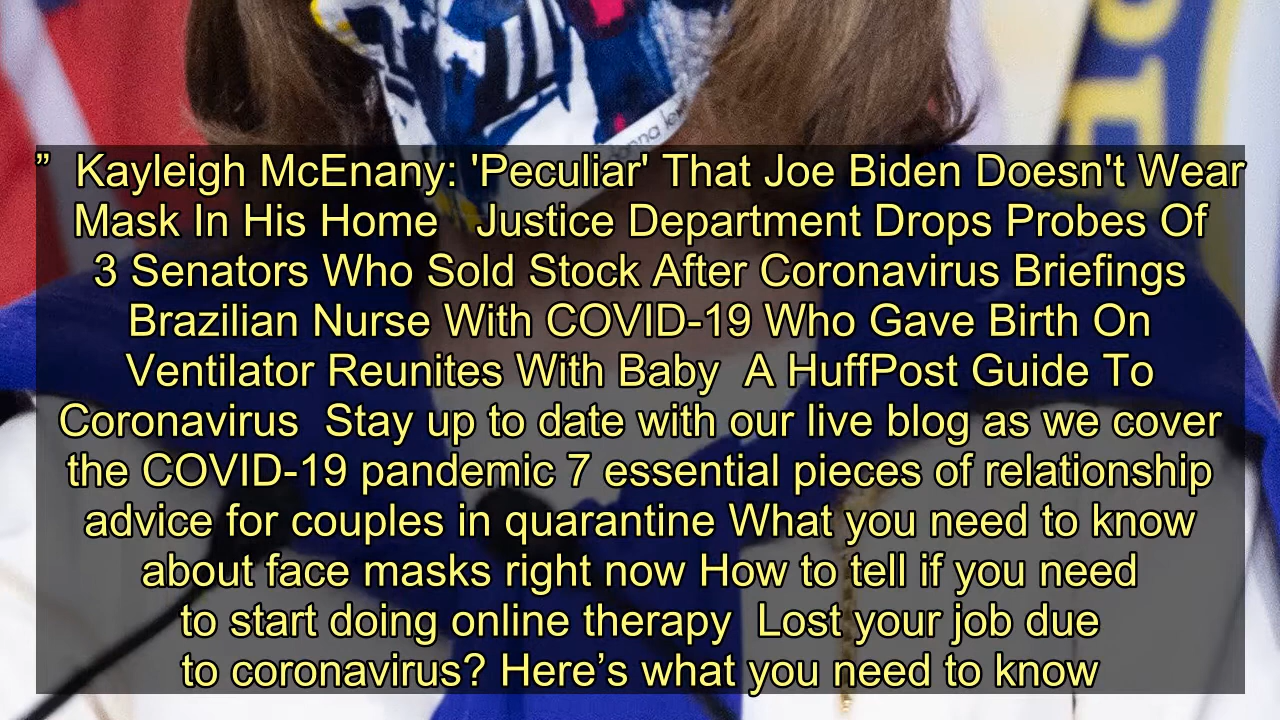 ”  Kayleigh McEnany: 'Peculiar' That Joe Biden Doesn't Wear
Mask In His Home   Justice Department Drops Probes Of
3 Senators Who Sold Stock After Coronavirus Briefings
Brazilian Nurse With COVID-19 Who Gave Birth On
Ventilator Reunites With Baby  A HuffPost Guide To
Coronavirus  Stay up to date with our live blog as we cover
the COVID-19 pandemic 7 essential pieces of relationship
advice for couples in quarantine What you need to know
about face masks right now How to tell if you need
to start doing online therapy  Lost your job due
to coronavirus? Here’s what you need to know